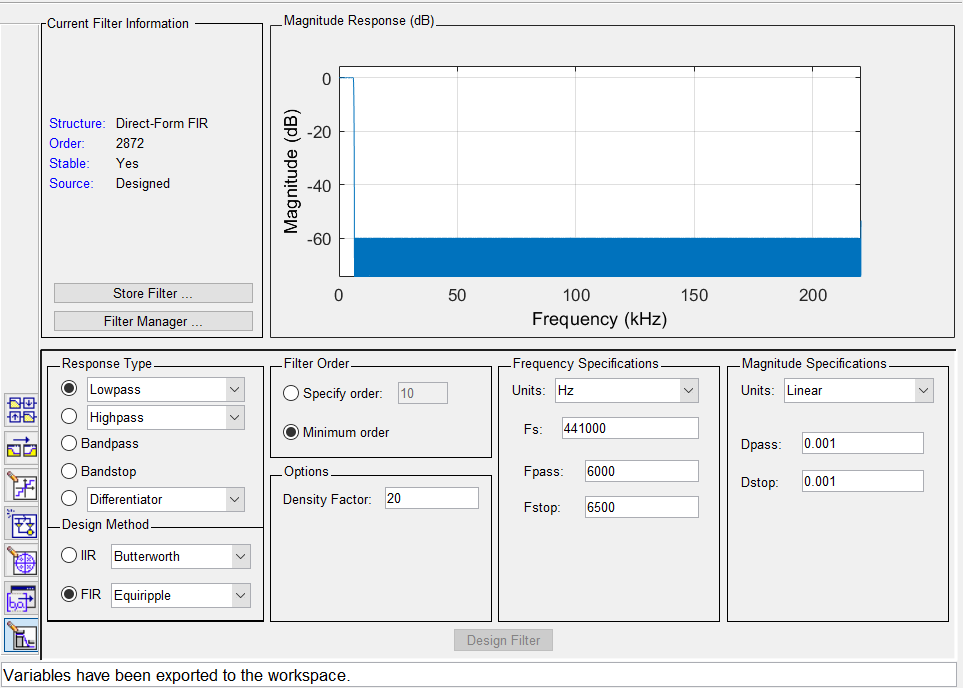 Current Filter Information
Structure: Direct-Form FIR
Order: 2872
Stable: Yes
Source: Designed
Store Filter ...
Filter Manager ...
Magnitude Response (dB)
Magnitude (dB)
0
-20
-40
-60
0 50 100 150 200
Frequency (kHz)
Response Type
Lowpass
Highpass
Bandpass
Bandstop
Differentiator
Design Method
IIR Butterworth
FIR Equiripple
Filter Order
Specify order: 10
Minimum order
Options
Density Factor: 20
Frequency Specifications
Units: Hz
Fs: 441000
Fpass: 6000
Fstop: 6500
Magnitude Specifications
Units: Linear
Dpass: 0.001
Dstop: 0.001
Design Filter
Variables have been exported to the workspace.